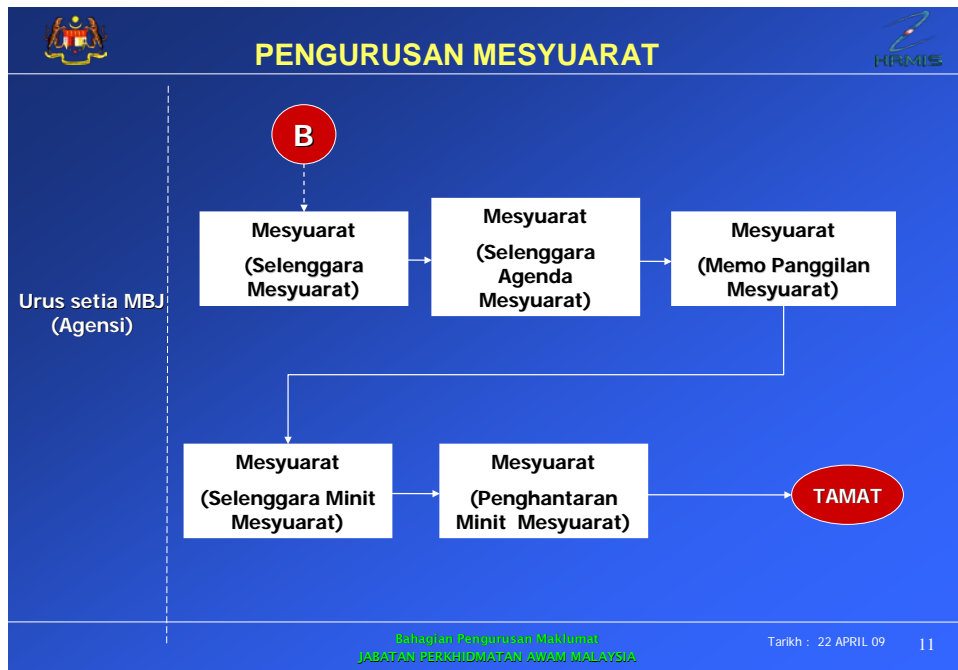 PENGURUSAN MESYUARAT
HRMIS
B
Mesyuarat
(Selenggara
Mesyuarat)
Mesyuarat
(Selenggara
Agenda
Mesyuarat)
Mesyuarat
(Memo Panggilan
Mesyuarat)
Urus setia MBJ
(Agensi)
Mesyuarat
(Selenggara Minit
Mesyuarat)
Mesyuarat
(Penghantaran
Minit Mesyuarat)
TAMAT
Bahagian Pengurusan Maklumat
JABATAN PERKHIDMATAN AWAM MALAYSIA
Tarikh : 22 APRIL 09
11